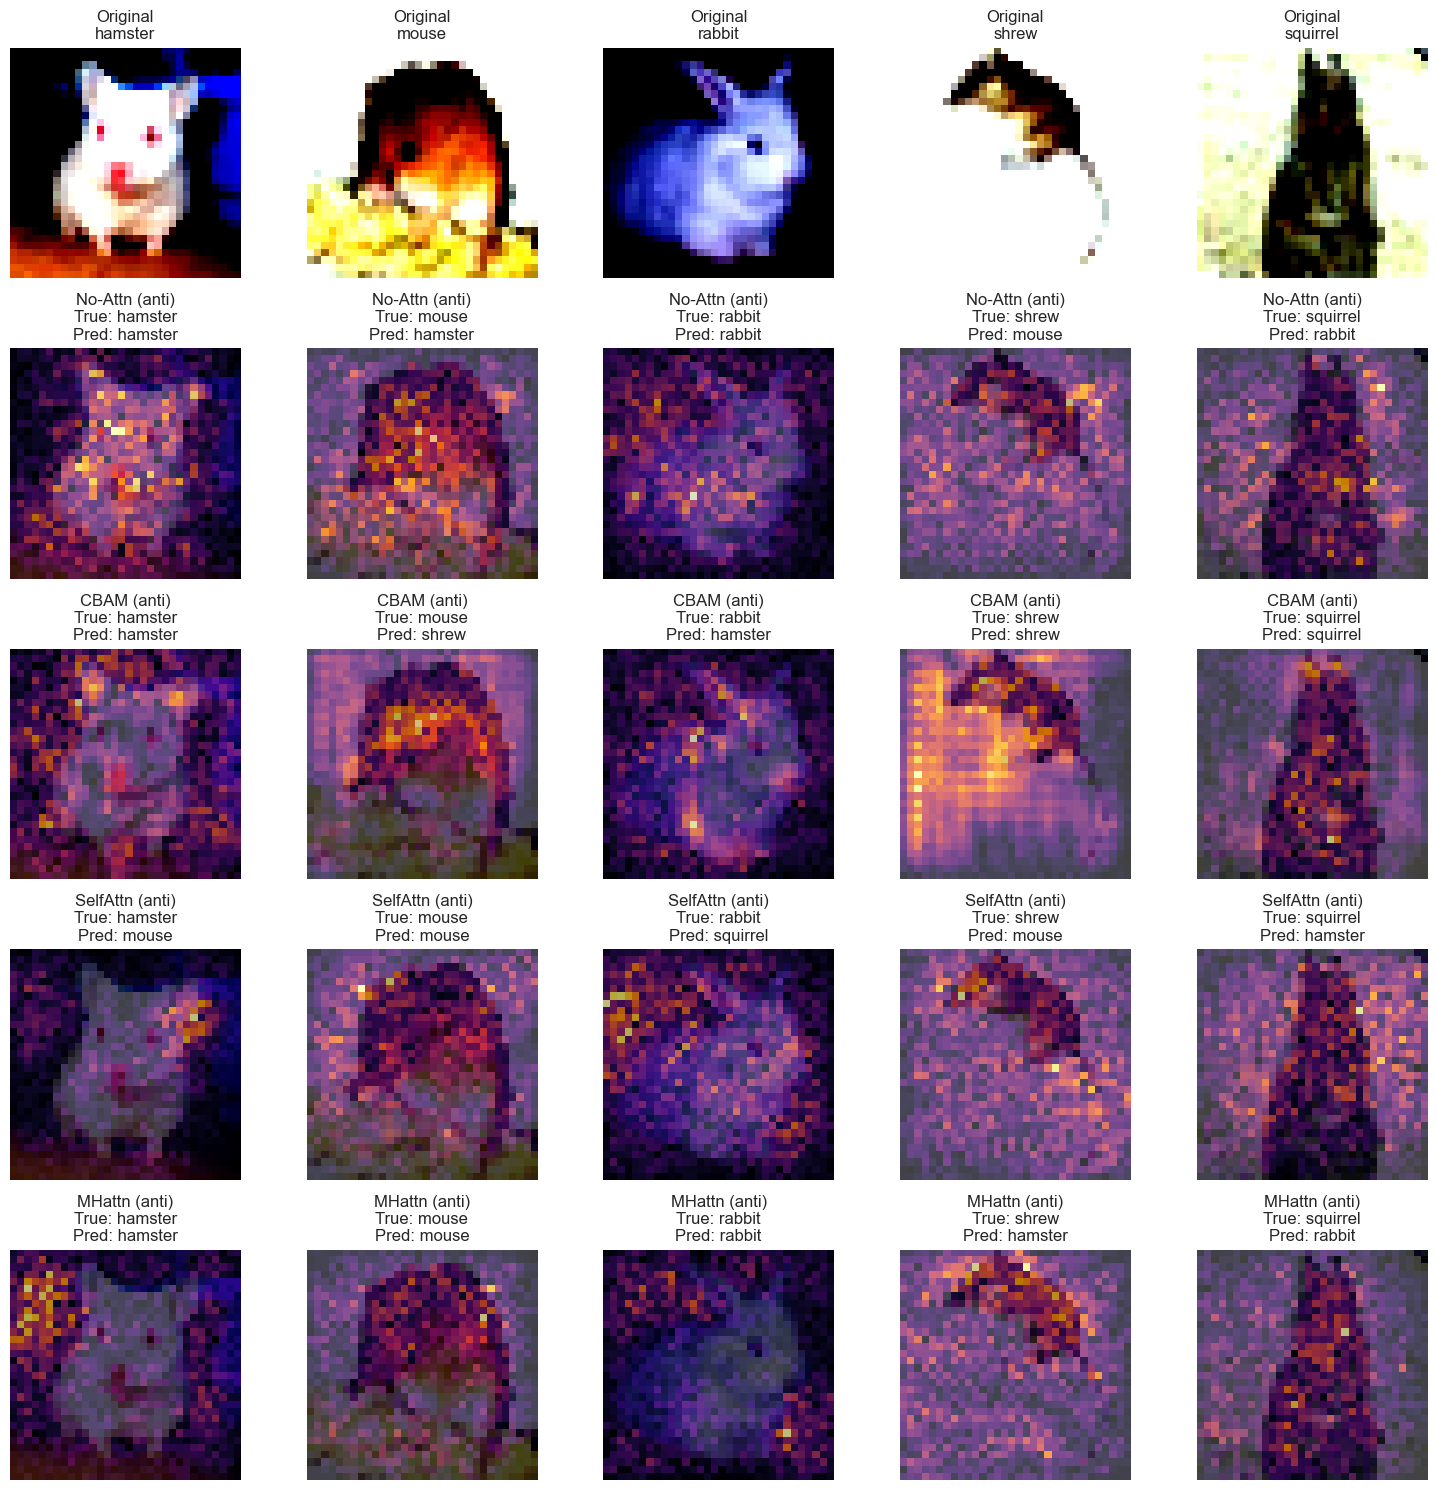 Original
hamster
Original
mouse
Original
rabbit
Original
shrew
Original
squirrel
No-Attn (anti)
True: hamster
Pred: hamster
No-Attn (anti)
True: mouse
Pred: hamster
No-Attn (anti)
True: rabbit
Pred: rabbit
No-Attn (anti)
True: shrew
Pred: mouse
No-Attn (anti)
True: squirrel
Pred: rabbit
CBAM (anti)
True: hamster
Pred: hamster
CBAM (anti)
True: mouse
Pred: shrew
CBAM (anti)
True: rabbit
Pred: hamster
CBAM (anti)
True: shrew
Pred: shrew
CBAM (anti)
True: squirrel
Pred: squirrel
SelfAttn (anti)
True: hamster
Pred: mouse
SelfAttn (anti)
True: mouse
Pred: mouse
SelfAttn (anti)
True: rabbit
Pred: squirrel
SelfAttn (anti)
True: shrew
Pred: mouse
SelfAttn (anti)
True: squirrel
Pred: hamster
MHattn (anti)
True: hamster
Pred: hamster
MHattn (anti)
True: mouse
Pred: mouse
MHattn (anti)
True: rabbit
Pred: rabbit
MHattn (anti)
True: shrew
Pred: hamster
MHattn (anti)
True: squirrel
Pred: rabbit